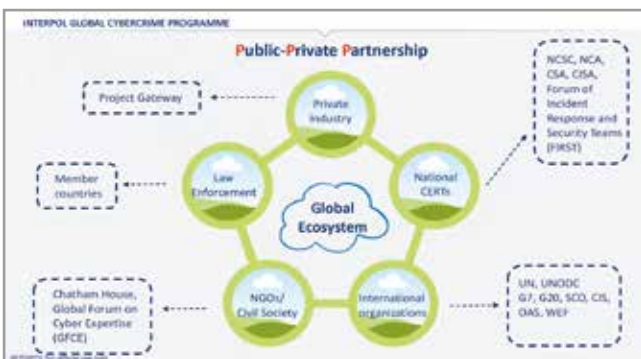 INTERPOL GLOBAL CYBERCRIME PROGRAMME
Public-Private Partnership
Project Gateway
Private
Industry
NCSC, NCA,
CSA, CISA,
Forum of
Incident
Response and
Security Teams
(FIRST)
Member
countries
Law
Enforcement
National
CERTs
Global
Ecosystem
Chatham House,
Global Forum on
Cyber Expertise
(GFCE)
NGOs/
Civil Society
International
organizations
UN, UNODC
G7, G20, SCO, CIS,
OAS, WEF